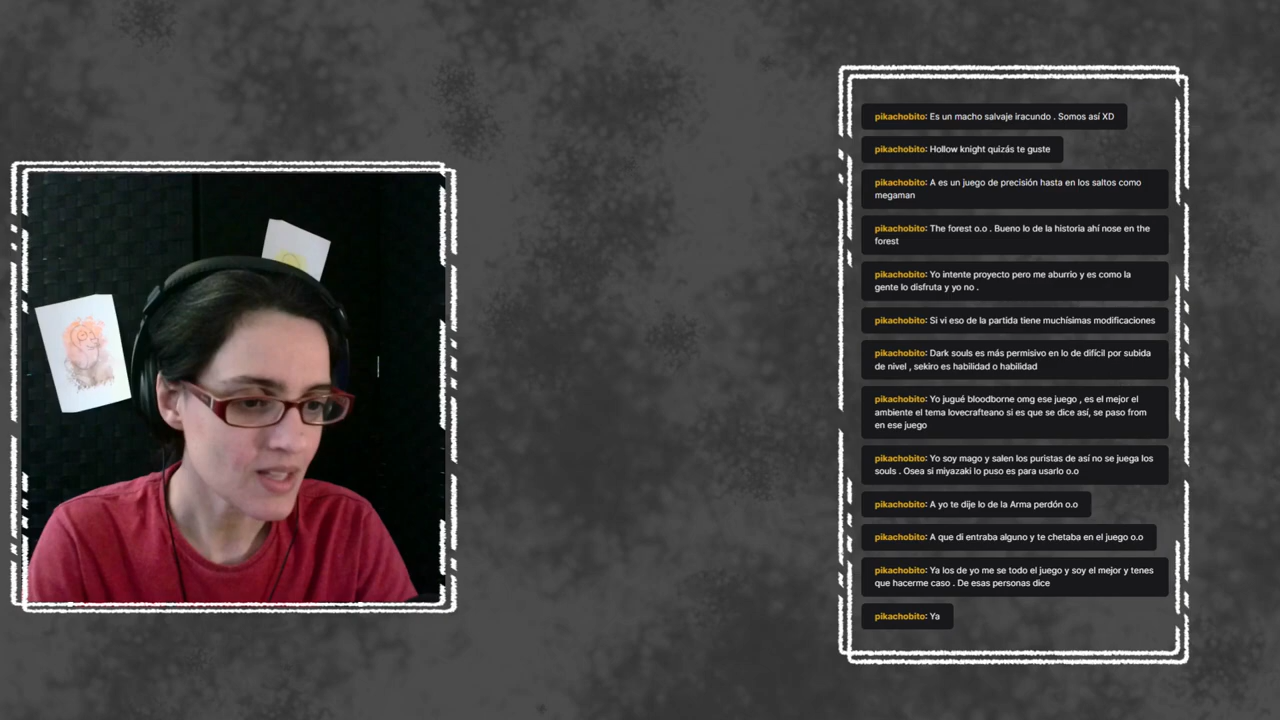 pikachobito: Es un macho salvaje iracundo . Somos así XD
pikachobito: Hollow knight quizás te guste
pikachobito: A es un juego de precisión hasta en los saltos como
megaman
pikachobito: The forest o.o . Bueno lo de la historia ahí nose en the
forest
pikachobito: Yo intente proyecto pero me aburrio y es como la
gente lo disfruta y yo no .
pikachobito: Si vi eso de la partida tiene muchísimas modificaciones
pikachobito: Dark souls es más permisivo en lo de difícil por subida
de nivel , sekiro es habilidad o habilidad
pikachobito: Yo jugué bloodborne omg ese juego , es el mejor el
ambiente el tema lovecrafteano si es que se dice así, se paso from
en ese juego
pikachobito: Yo soy mago y salen los puristas de así no se juega los
souls . Osea si miyazaki lo puso es para usarlo o.o
pikachobito: A yo te dije lo de la Arma perdón o.o
pikachobito: A que di entraba alguno y te chetaba en el juego o.o
pikachobito: Ya los de yo me se todo el juego y soy el mejor y tenes
que hacerme caso . De esas personas dice
pikachobito: Ya